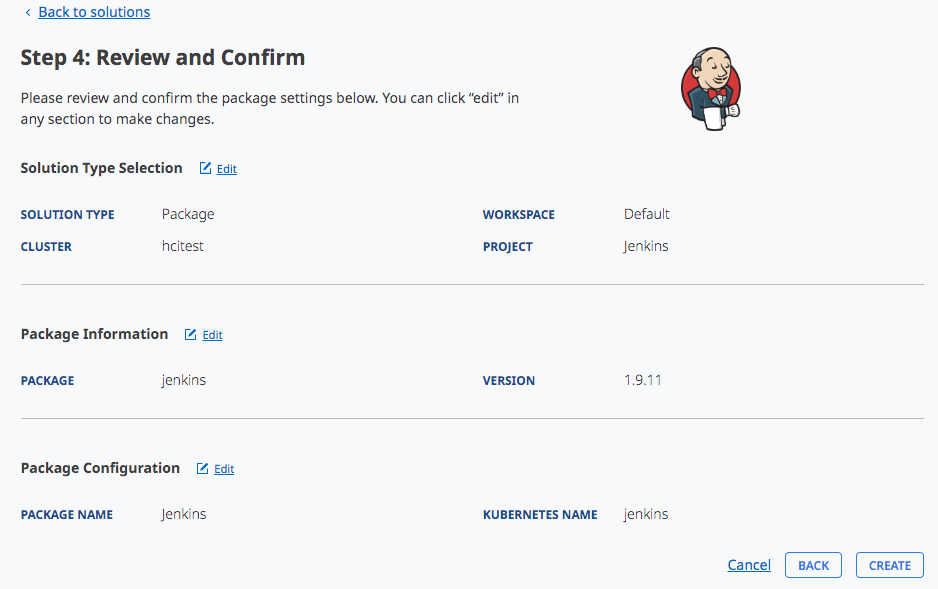 ‹ Back to solutions
Step 4: Review and Confirm
Please review and confirm the package settings below. You can click “edit” in
any section to make changes.
Solution Type Selection Edit
SOLUTION TYPE Package WORKSPACE Default
CLUSTER hcitest PROJECT Jenkins
Package Information Edit
PACKAGE jenkins VERSION 1.9.11
Package Configuration Edit
PACKAGE NAME Jenkins KUBERNETES NAME jenkins
Cancel BACK CREATE